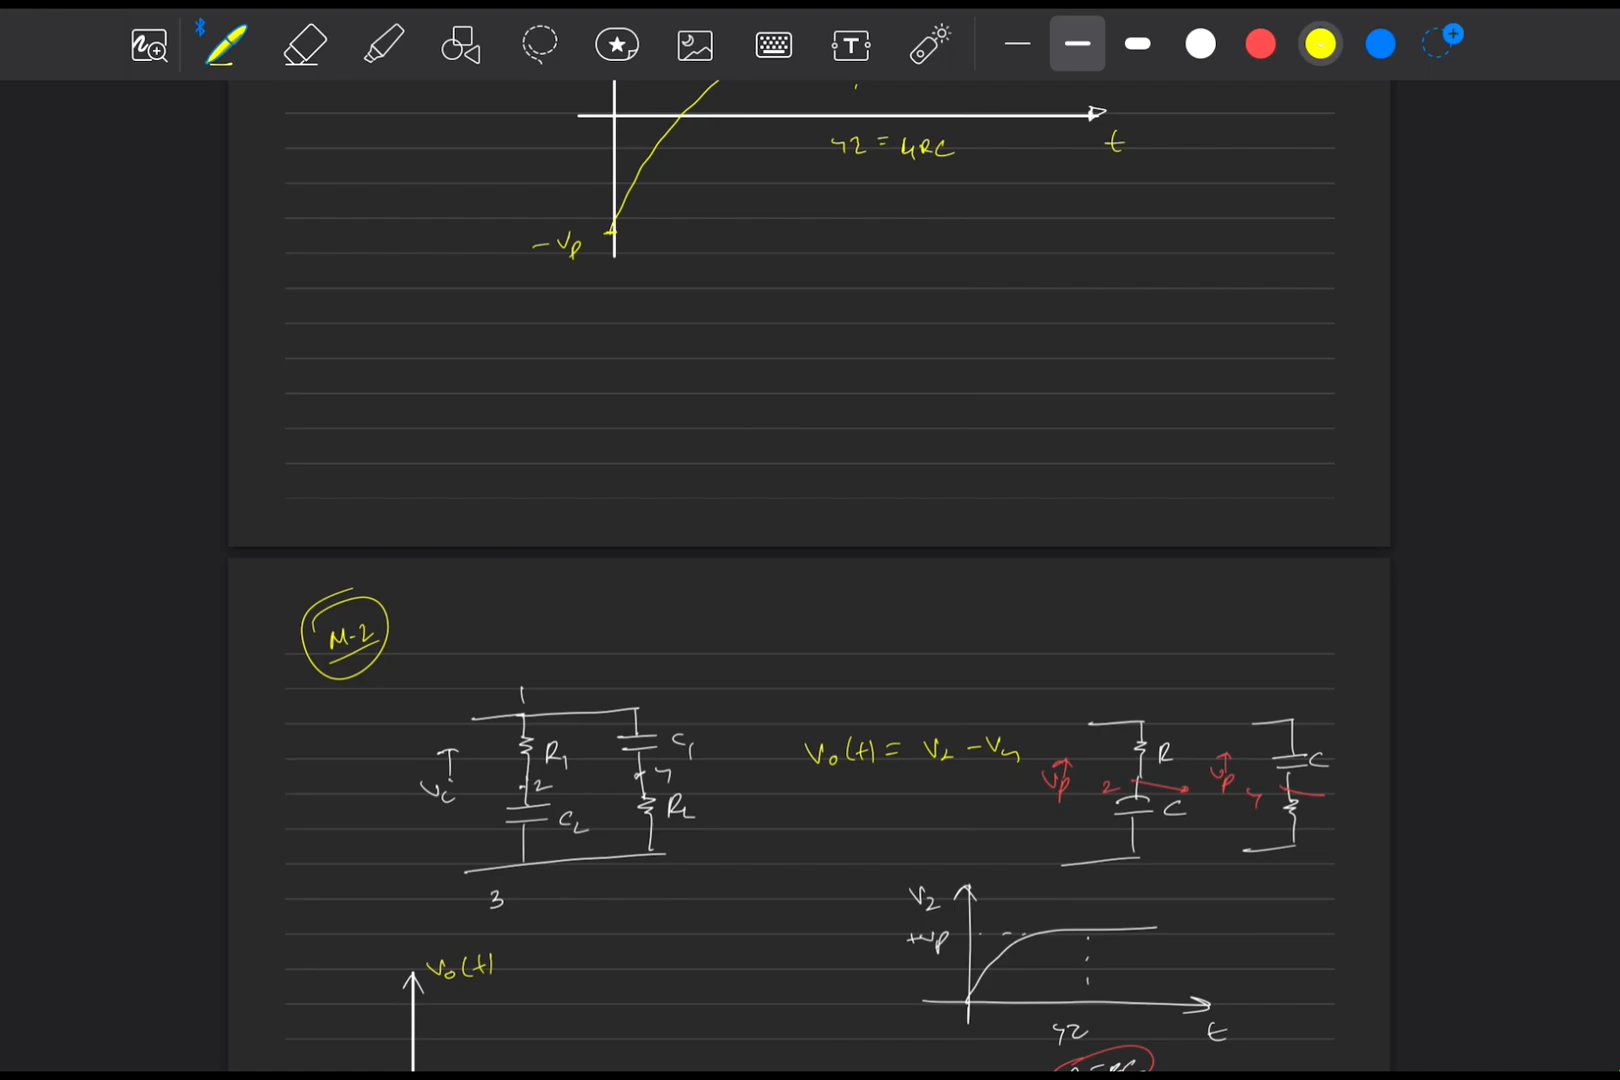 4τ = 4RC
t
-Vp
M-2
1
R1
C1
Vi
2
4
C2
R2
3
Vo(t) = V2 - V4
R
C
Vp
2
C
Vp
4
V2
+Vp
4τ
t
Vo(t)
T